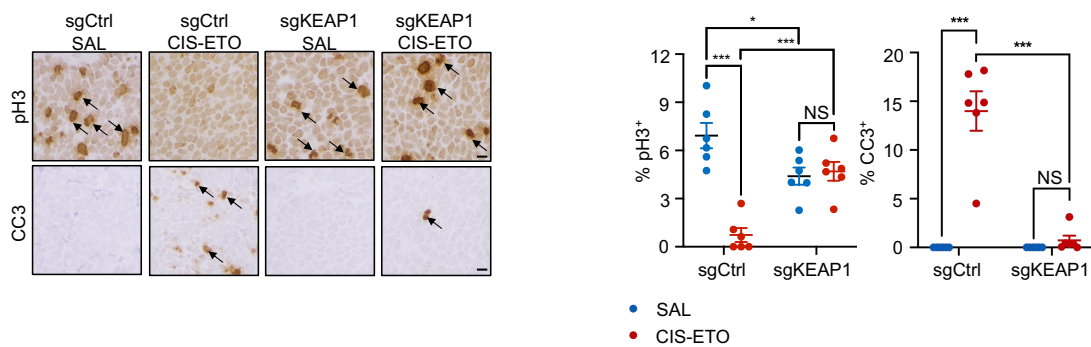 sgCtrl SAL
sgCtrl CIS-ETO
sgKEAP1 SAL
sgKEAP1 CIS-ETO
pH3
CC3
% pH3⁺
12
9
6
3
0
*
***
***
NS
sgCtrl
sgKEAP1
% CC3⁺
20
15
10
5
0
***
***
NS
sgCtrl
sgKEAP1
SAL
CIS-ETO